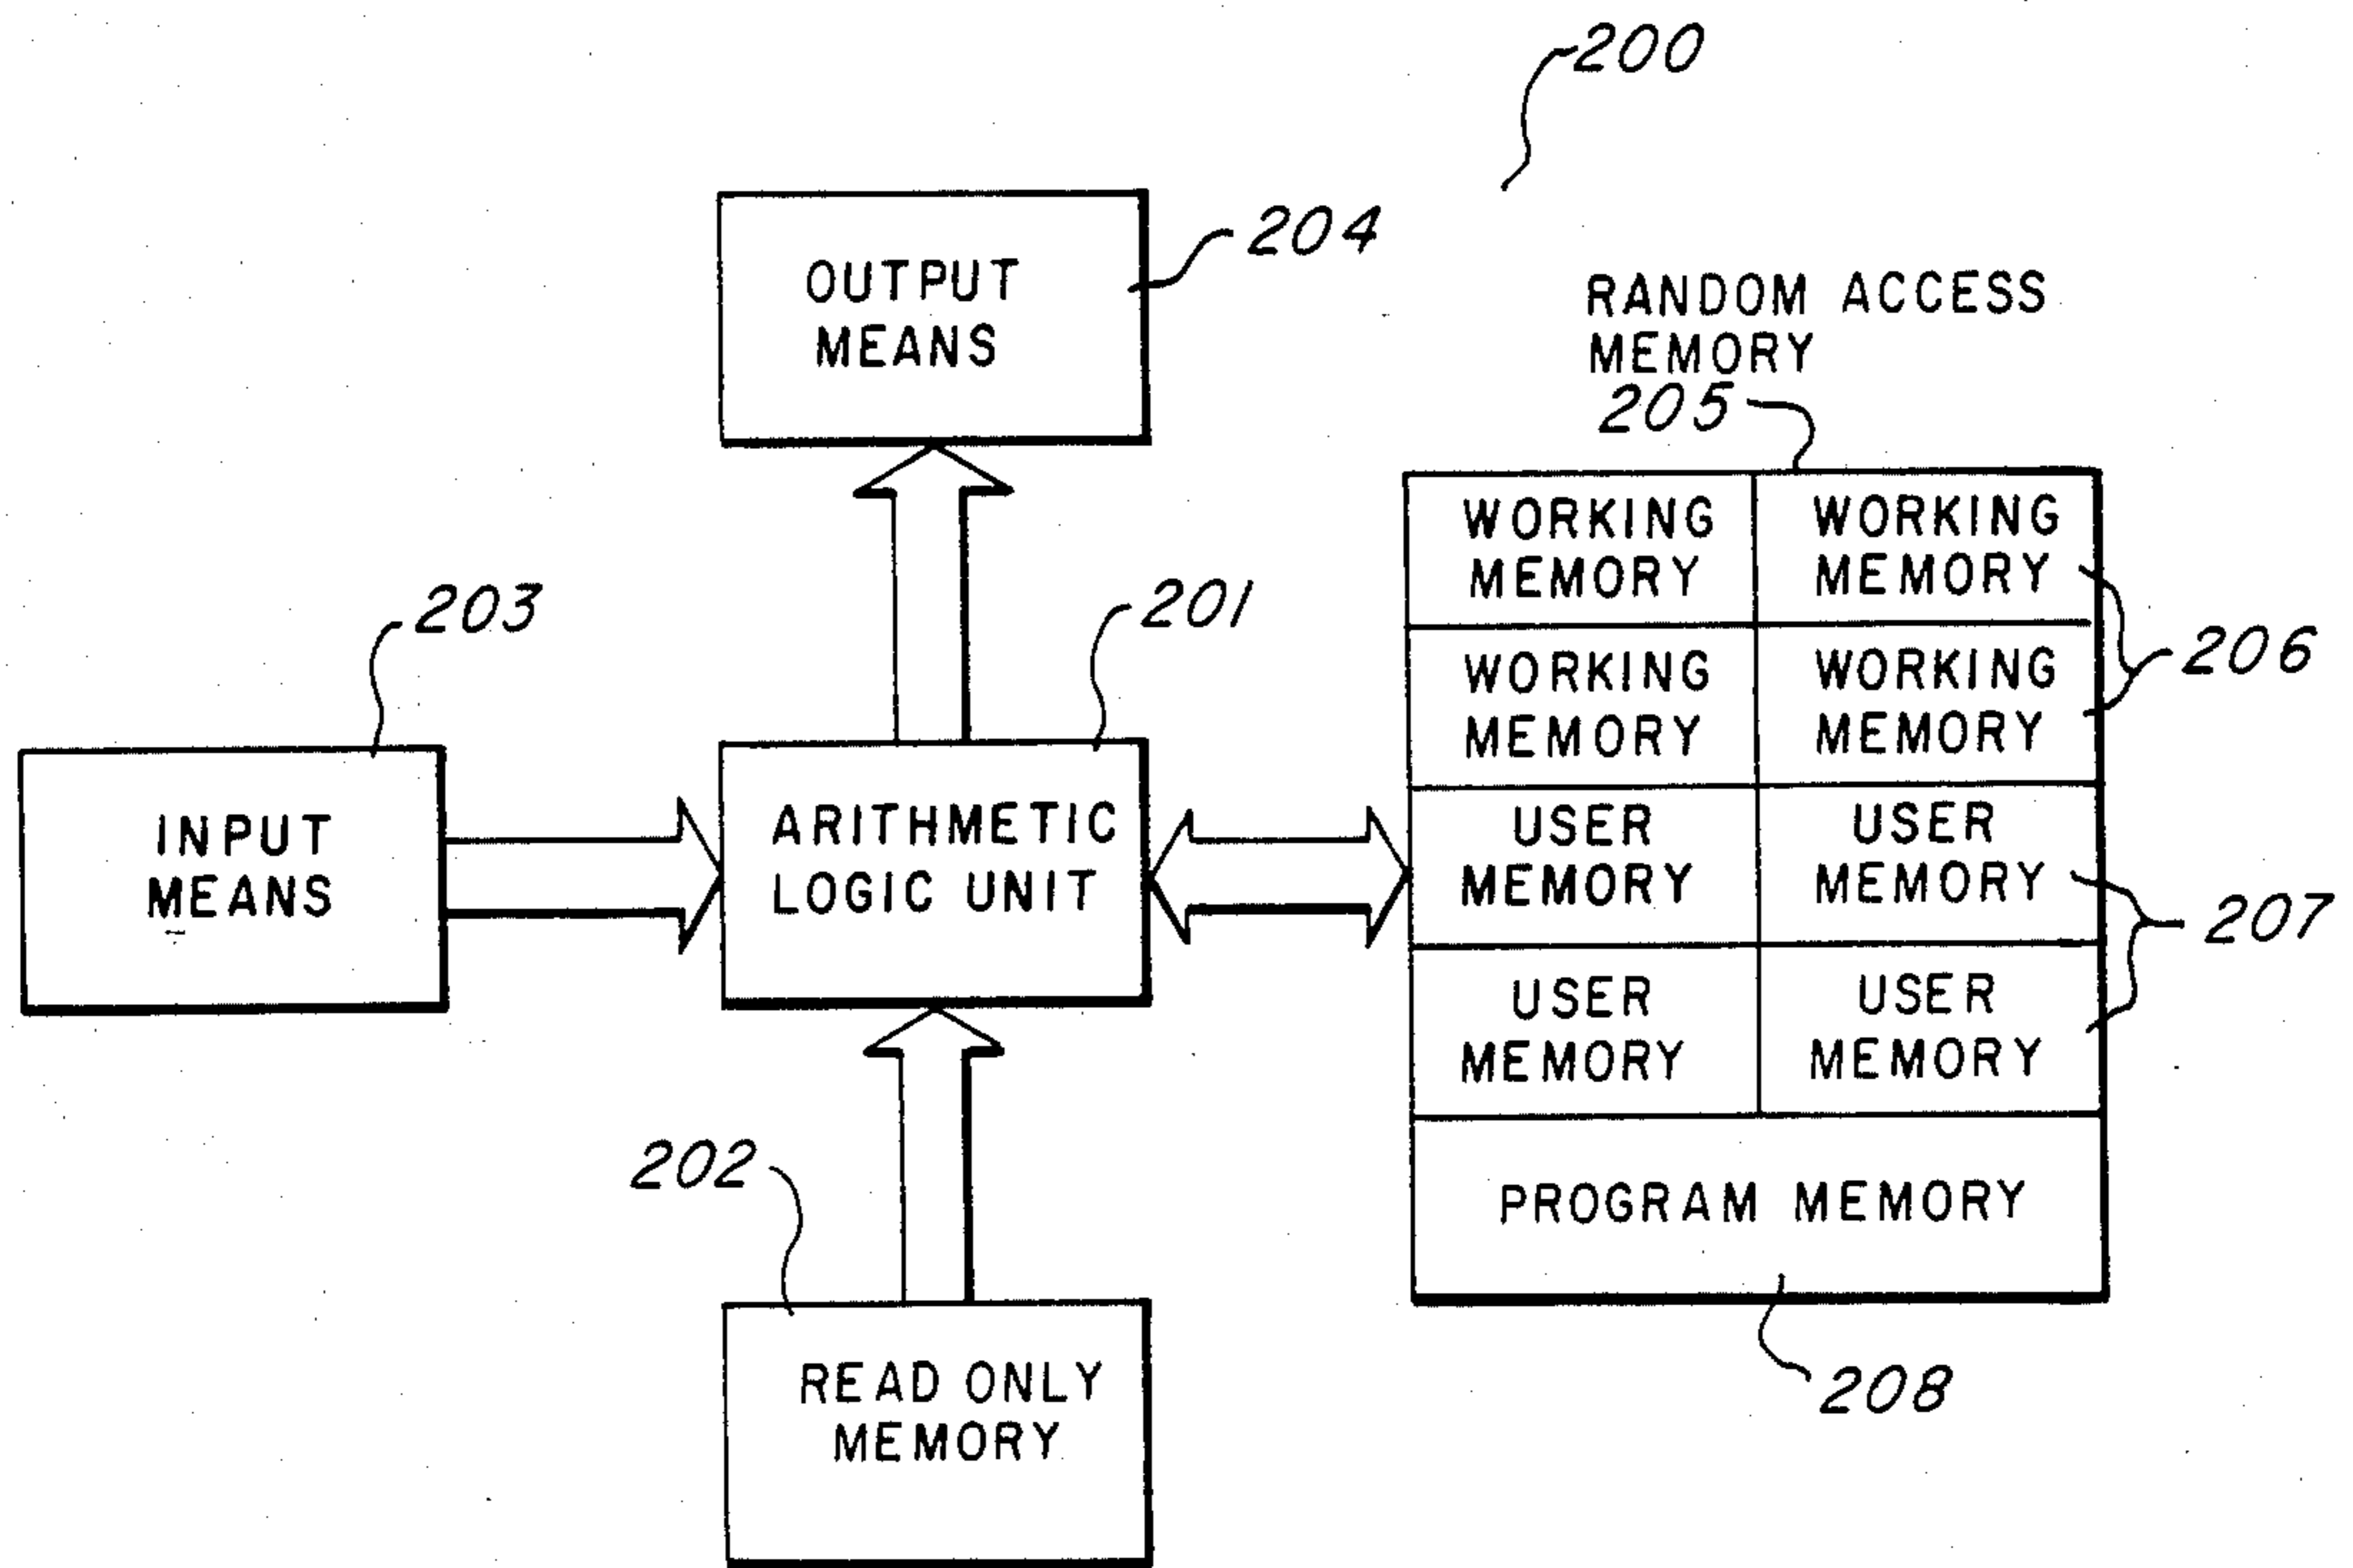 200
204
OUTPUT
MEANS
RANDOM ACCESS
MEMORY
205
WORKING
MEMORY
WORKING
MEMORY
206
WORKING
MEMORY
WORKING
MEMORY
203
201
INPUT
MEANS
ARITHMETIC
LOGIC UNIT
USER
MEMORY
USER
MEMORY
207
USER
MEMORY
USER
MEMORY
202
PROGRAM MEMORY
208
READ ONLY
MEMORY